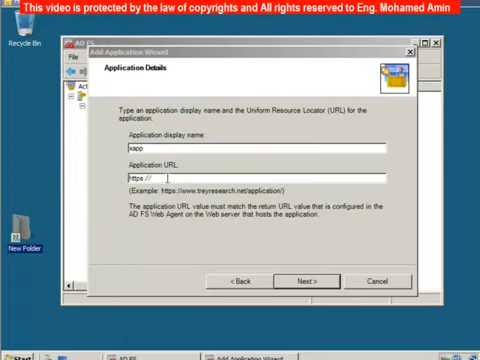 This video is protected by the law of copyrights and All rights reserved to Eng. Mohamed Amin
Recycle Bin
AD FS
File
Add Application Wizard
Application Details
Type an application display name and the Uniform Resource Locator (URL) for the
application.
Application display name:
xapp
Application URL:
https://
(Example: https://www.treyresearch.net/application/)
The application URL value must match the return URL value that is configured in the
AD FS Web Agent on the Web server that hosts the application.
< Back
Next >
Cancel
New Folder
Start
AD FS
Add Application Wizard